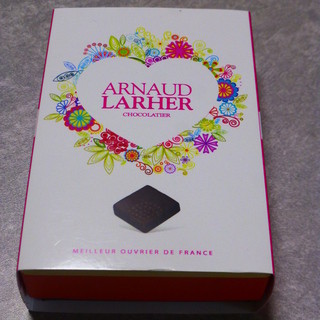 ARNAUD
LARHER
CHOCOLATIER
MEILLEUR OUVRIER DE FRANCE